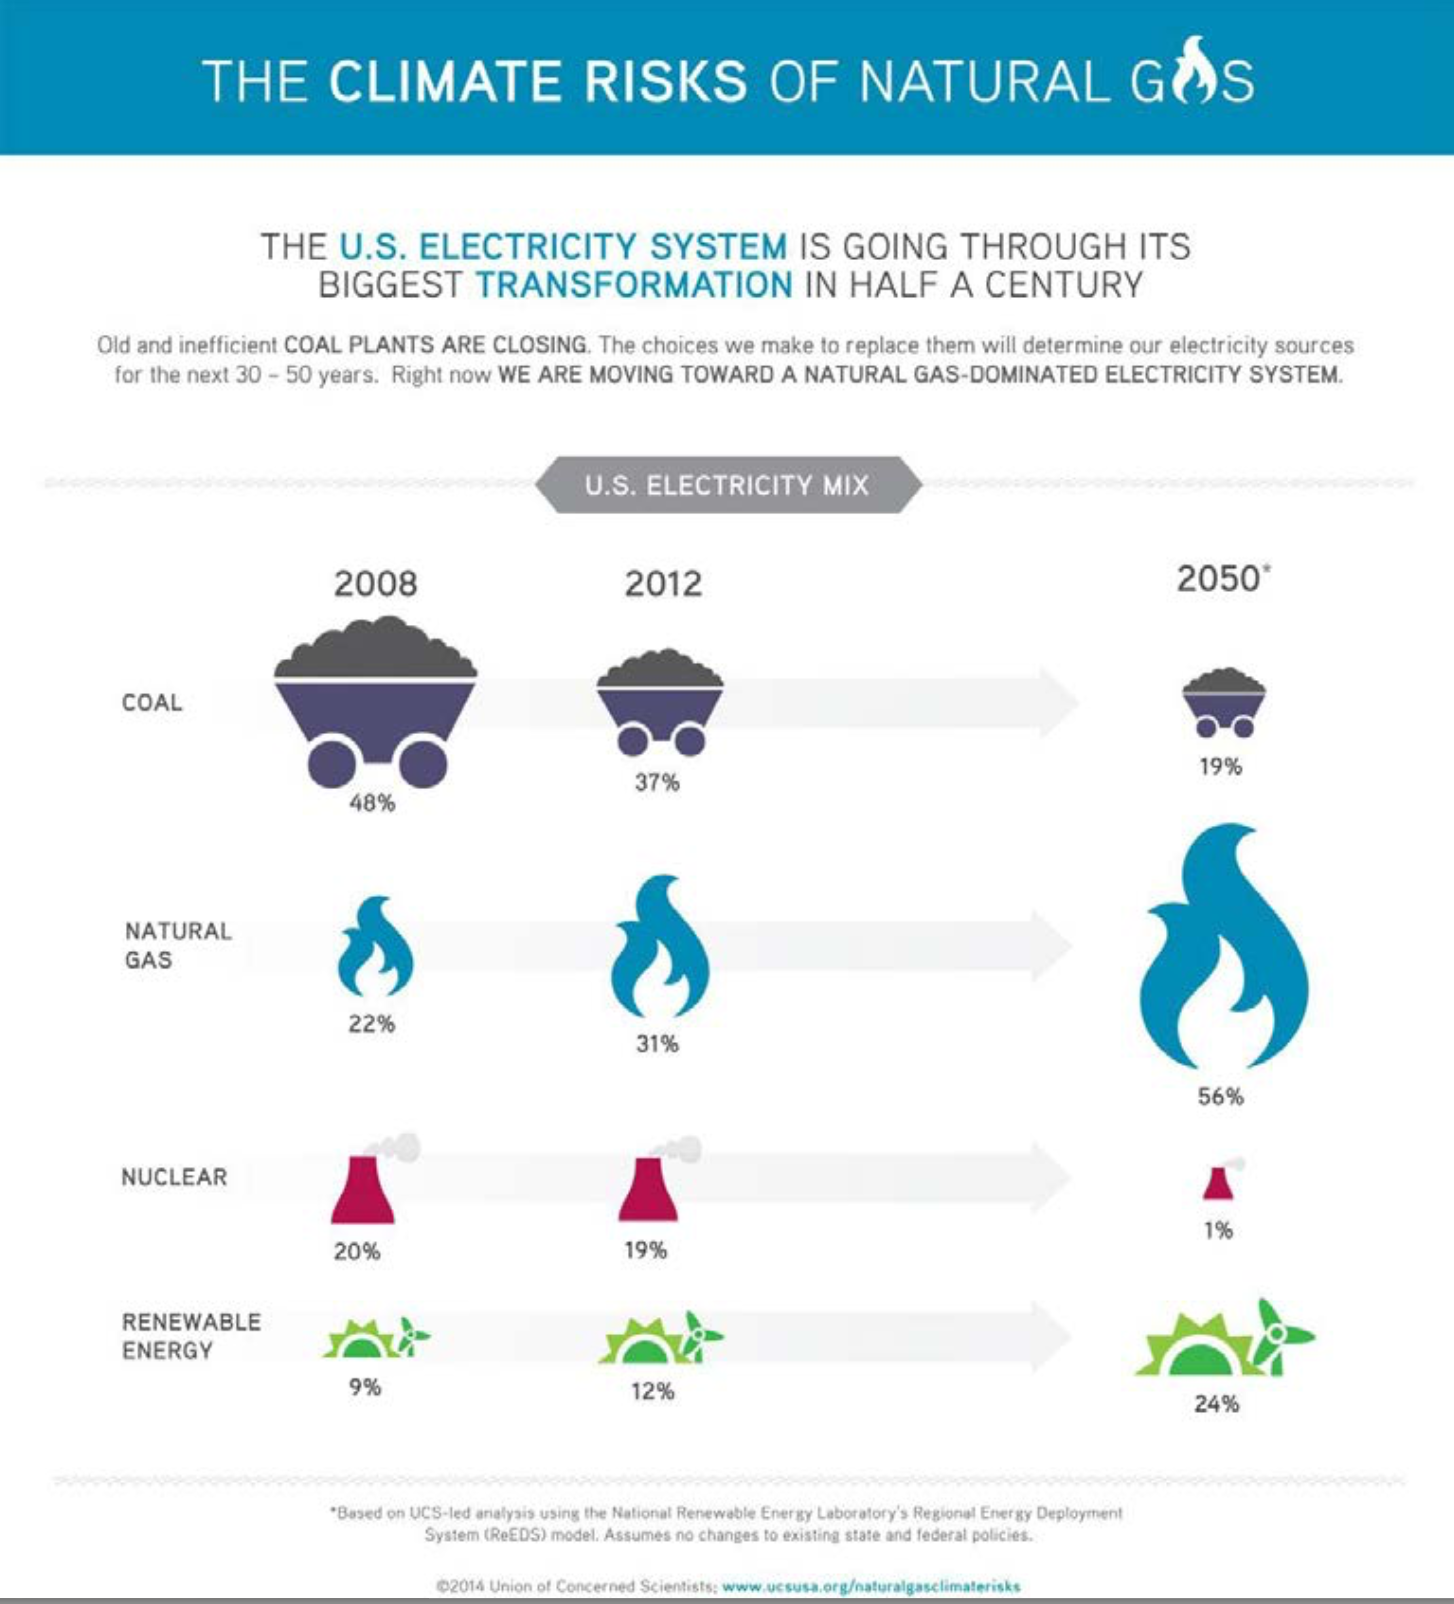 THE CLIMATE RISKS OF NATURAL GAS
THE U.S. ELECTRICITY SYSTEM IS GOING THROUGH ITS
BIGGEST TRANSFORMATION IN HALF A CENTURY
Old and inefficient COAL PLANTS ARE CLOSING. The choices we make to replace them will determine our electricity sources
for the next 30 – 50 years. Right now WE ARE MOVING TOWARD A NATURAL GAS-DOMINATED ELECTRICITY SYSTEM.
U.S. ELECTRICITY MIX
2008 2012 2050*
COAL
48% 37% 19%
NATURAL
GAS
22% 31% 56%
NUCLEAR
20% 19% 1%
RENEWABLE
ENERGY
9% 12% 24%
*Based on UCS-led analysis using the National Renewable Energy Laboratory's Regional Energy Deployment
System (ReEDS) model. Assumes no changes to existing state and federal policies.
©2014 Union of Concerned Scientists; www.ucsusa.org/naturalgasclimaterisks